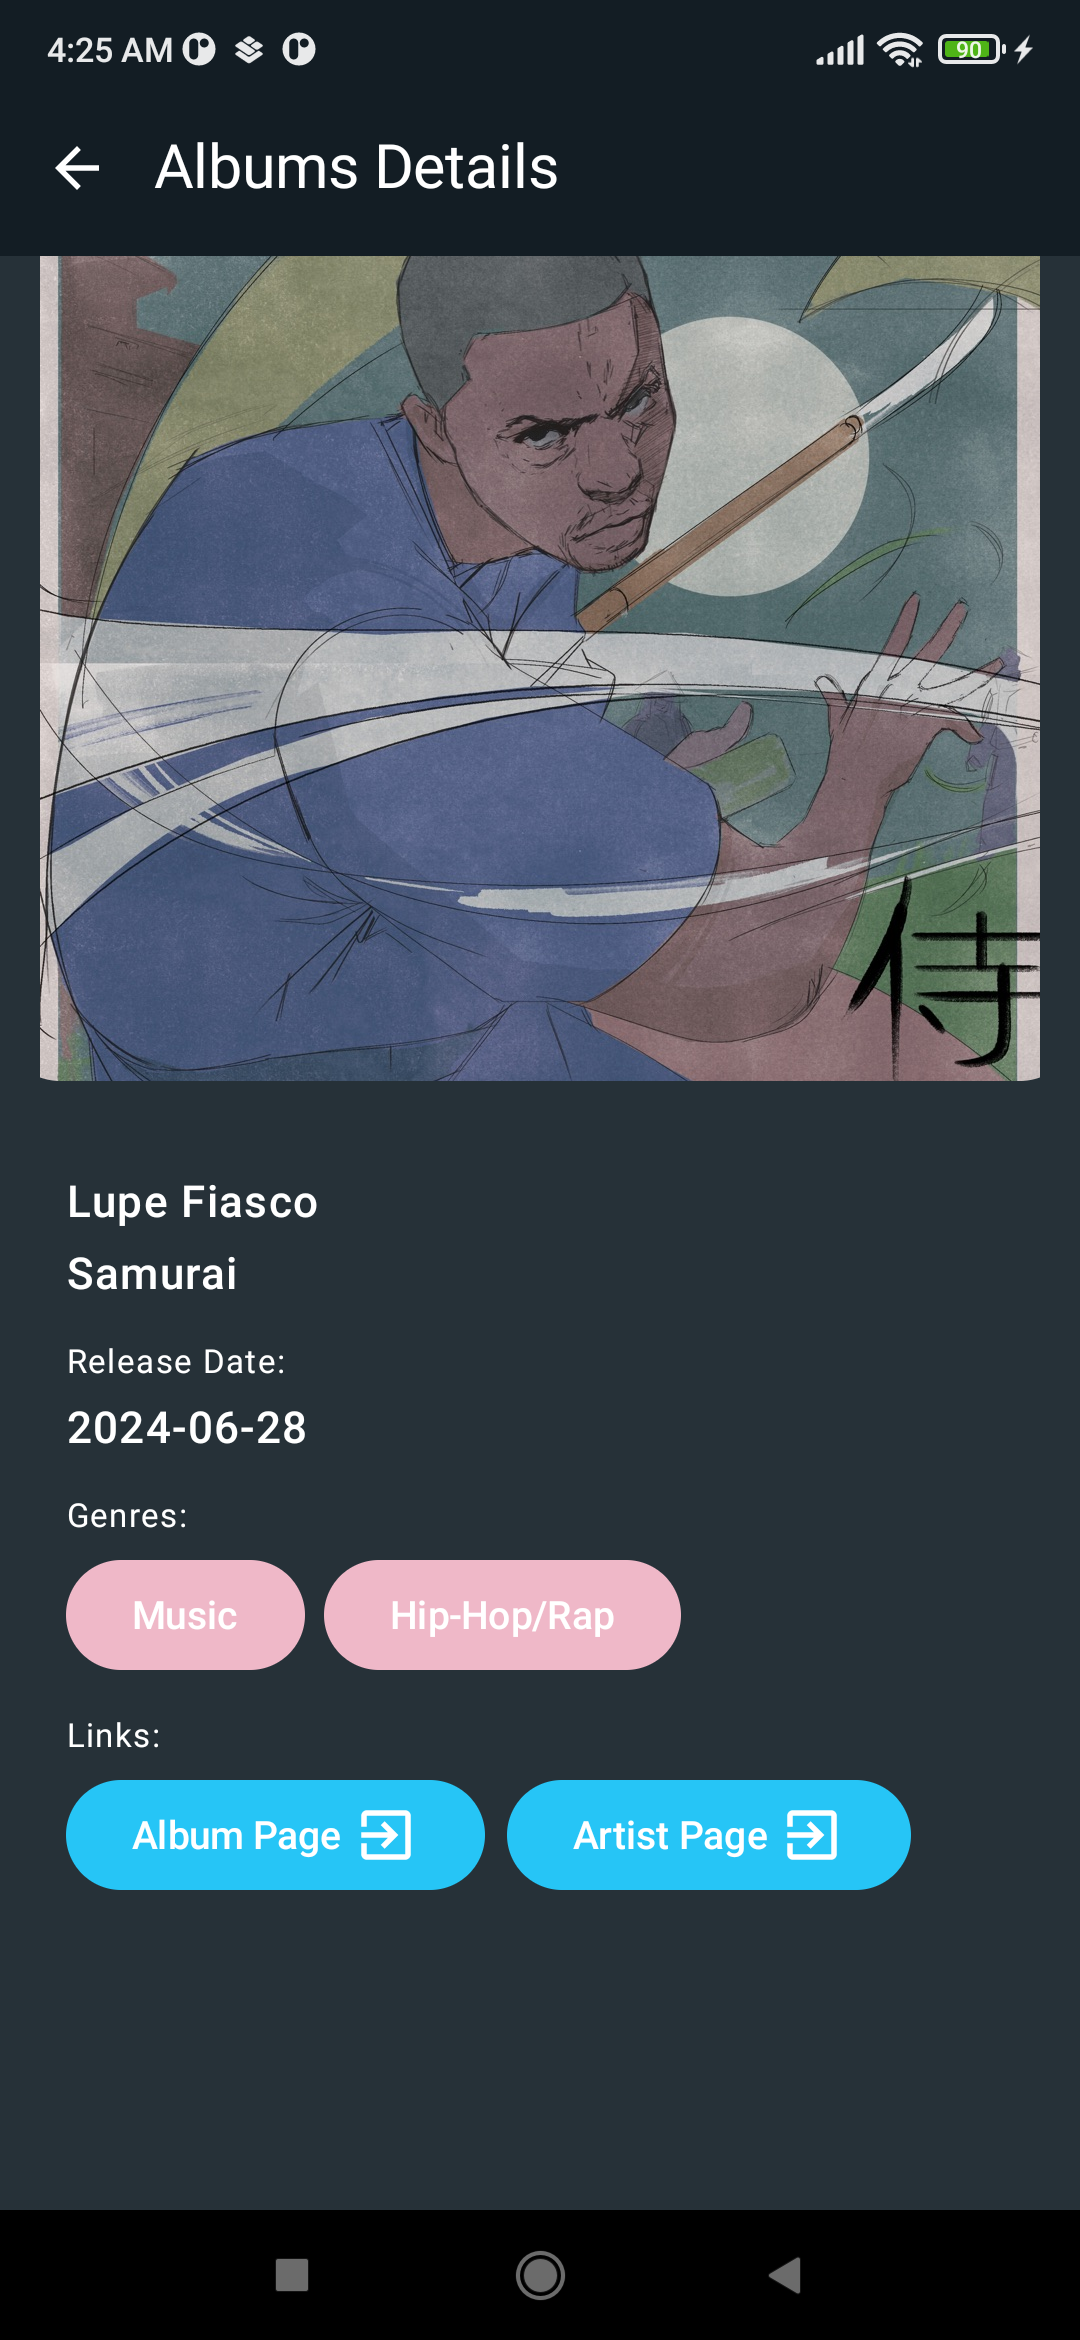 4:25 AM
90
Albums Details
侍
Lupe Fiasco
Samurai
Release Date:
2024-06-28
Genres:
Music
Hip-Hop/Rap
Links:
Album Page
Artist Page